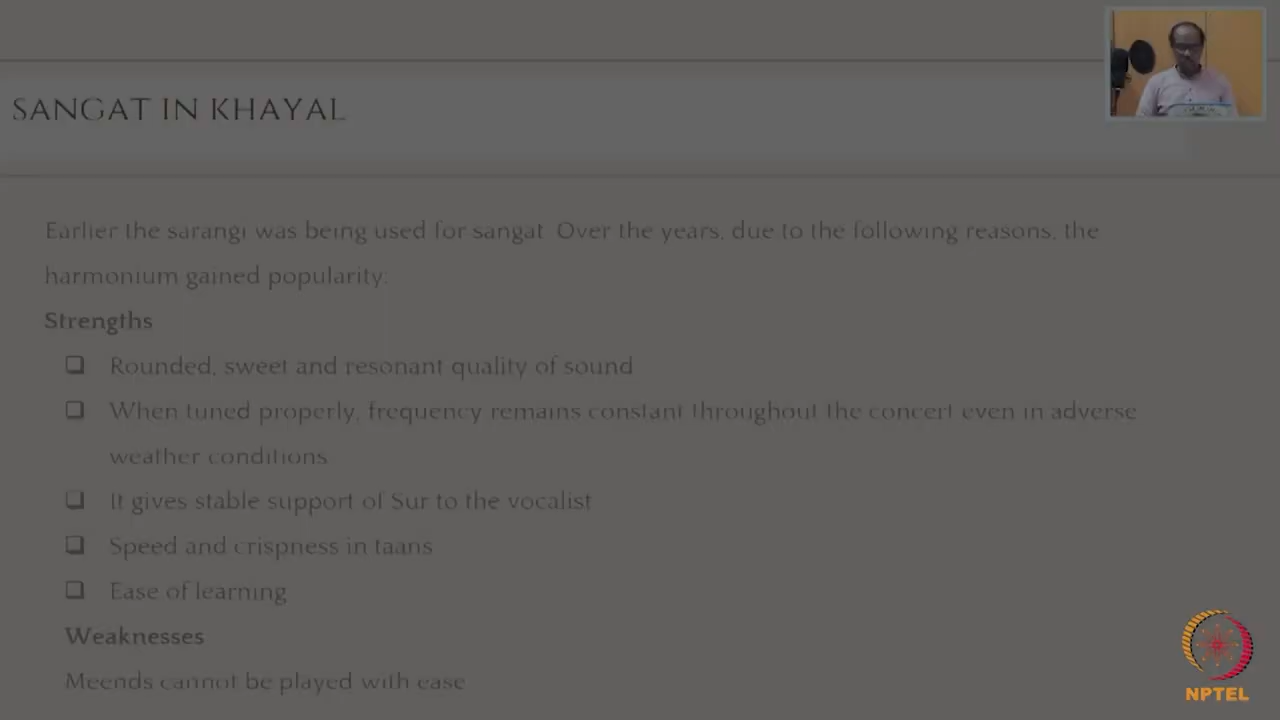 SANGAT IN KHAYAL
Earlier the sarangi was being used for sangat. Over the years, due to the following reasons, the
harmonium gained popularity:
Strengths
❑ Rounded, sweet and resonant quality of sound
❑ When tuned properly, frequency remains constant throughout the concert even in adverse
weather conditions
❑ It gives stable support of Sur to the vocalist
❑ Speed and crispness in taans
❑ Ease of learning
Weaknesses
Meends cannot be played with ease
NPTEL